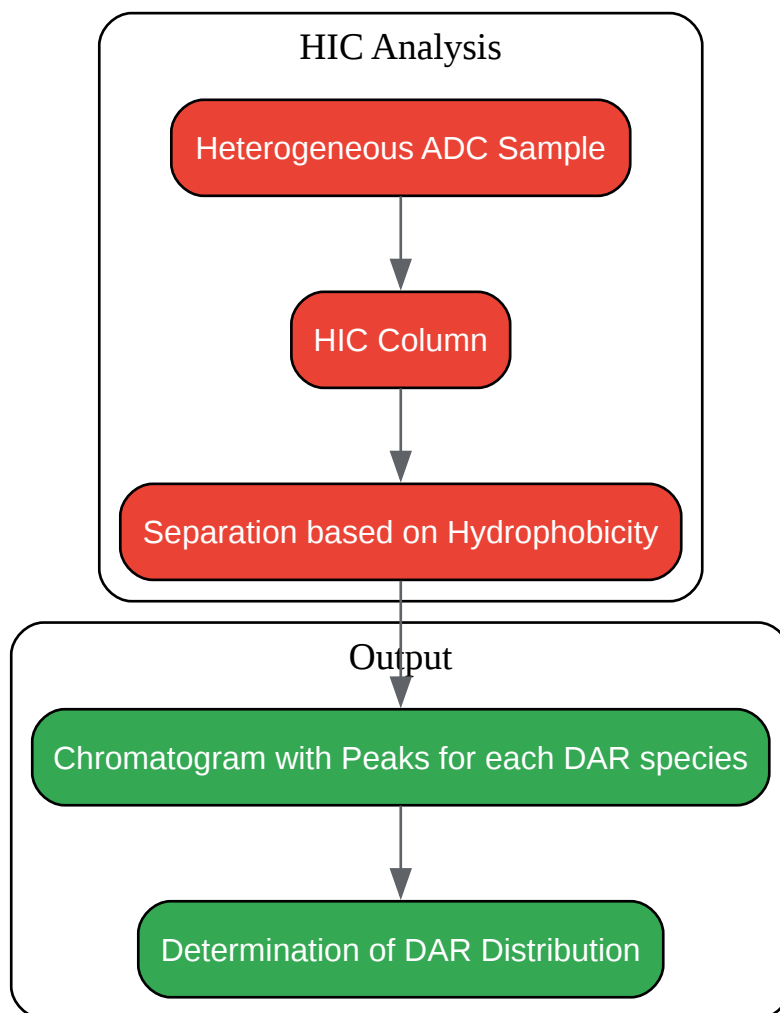 HIC Analysis
Heterogeneous ADC Sample
HIC Column
Separation based on Hydrophobicity
Output
Chromatogram with Peaks for each DAR species
Determination of DAR Distribution